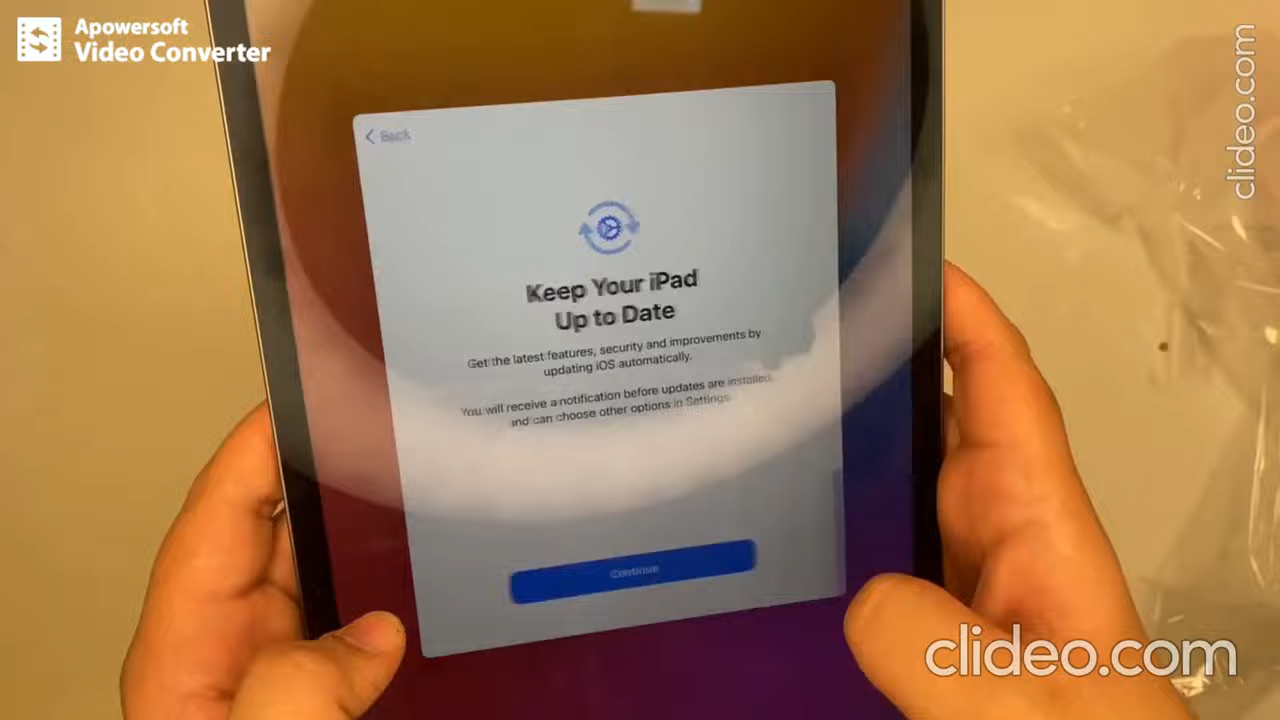 Apowersoft
Video Converter
clideo.com
Back
Keep Your iPad
Up to Date
Get the latest features, security and improvements by
updating iOS automatically.
You will receive a notification before updates are installed
and can choose other options in Settings.
Continue
clideo.com